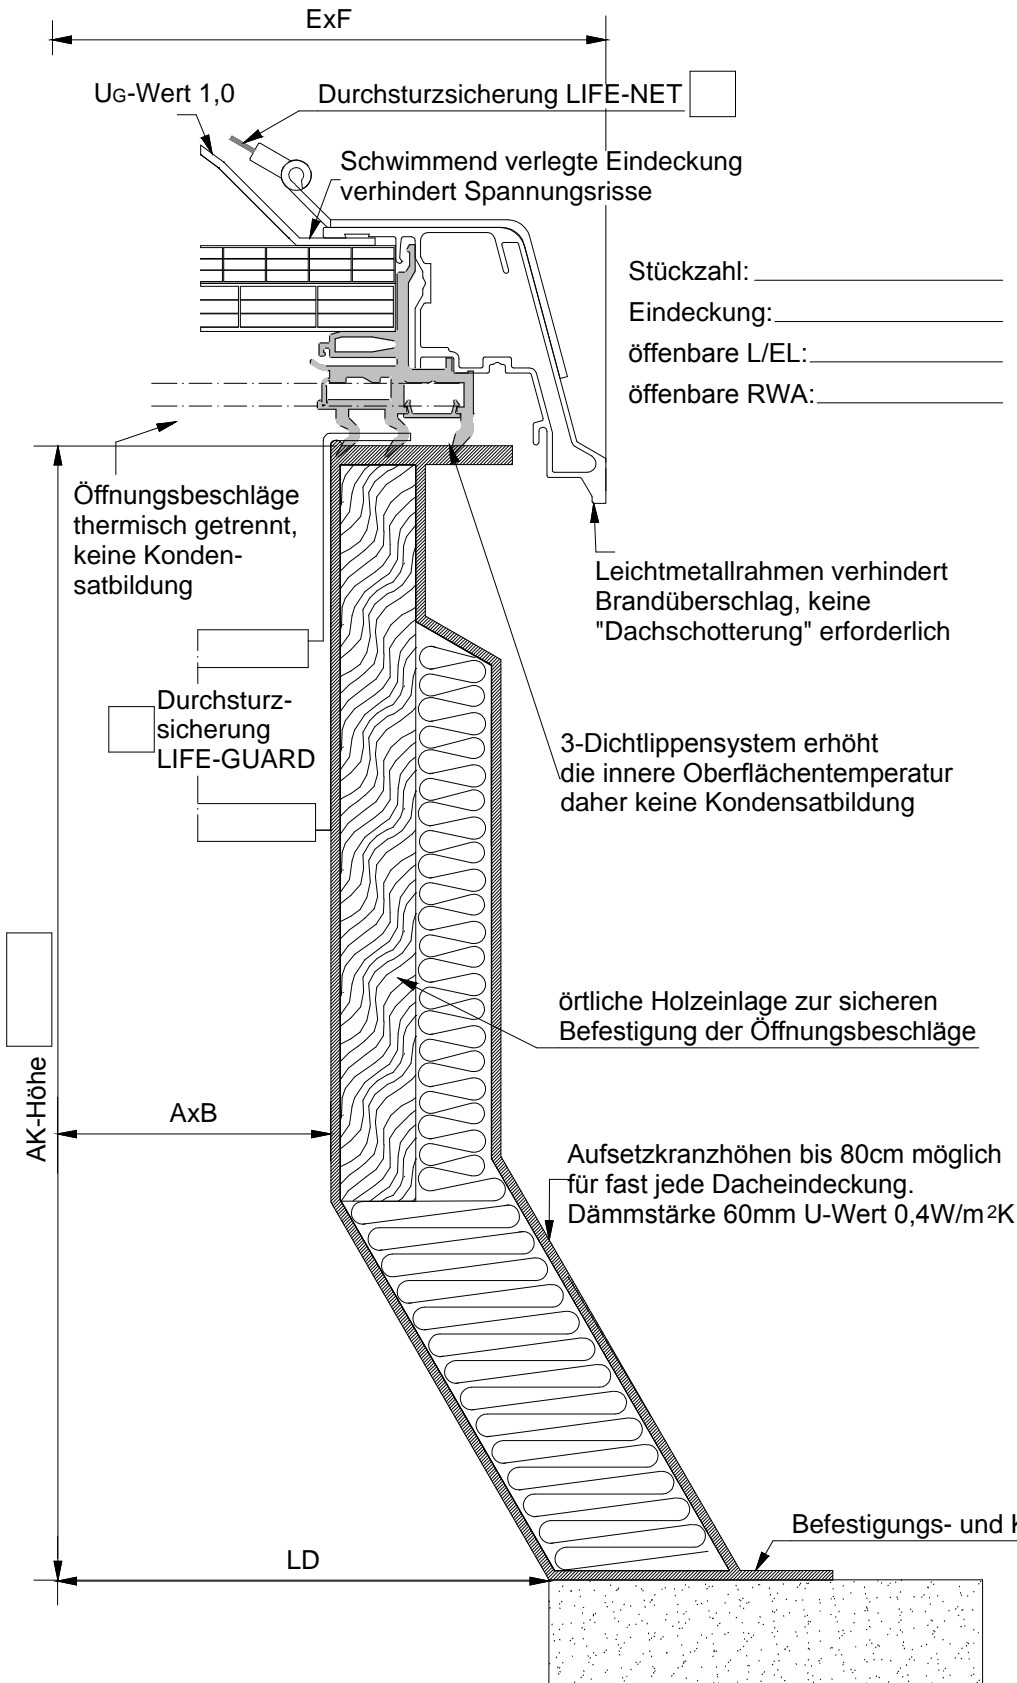 ExF
UG-Wert 1,0
Durchsturzsicherung LIFE-NET
Schwimmend verlegte Eindeckung
verhindert Spannungsrisse
Stückzahl:
Eindeckung:
öffenbare L/EL:
öffenbare RWA:
Öffnungsbeschläge
thermisch getrennt,
keine Konden-
satbildung
Leichtmetallrahmen verhindert
Brandüberschlag, keine
"Dachschotterung" erforderlich
Durchsturz-
sicherung
LIFE-GUARD
3-Dichtlippensystem erhöht
die innere Oberflächentemperatur
daher keine Kondensatbildung
örtliche Holzeinlage zur sicheren
Befestigung der Öffnungsbeschläge
AK-Höhe
AxB
Aufsetzkranzhöhen bis 80cm möglich
für fast jede Dacheindeckung.
Dämmstärke 60mm U-Wert 0,4W/m²K
Befestigungs- und
LD